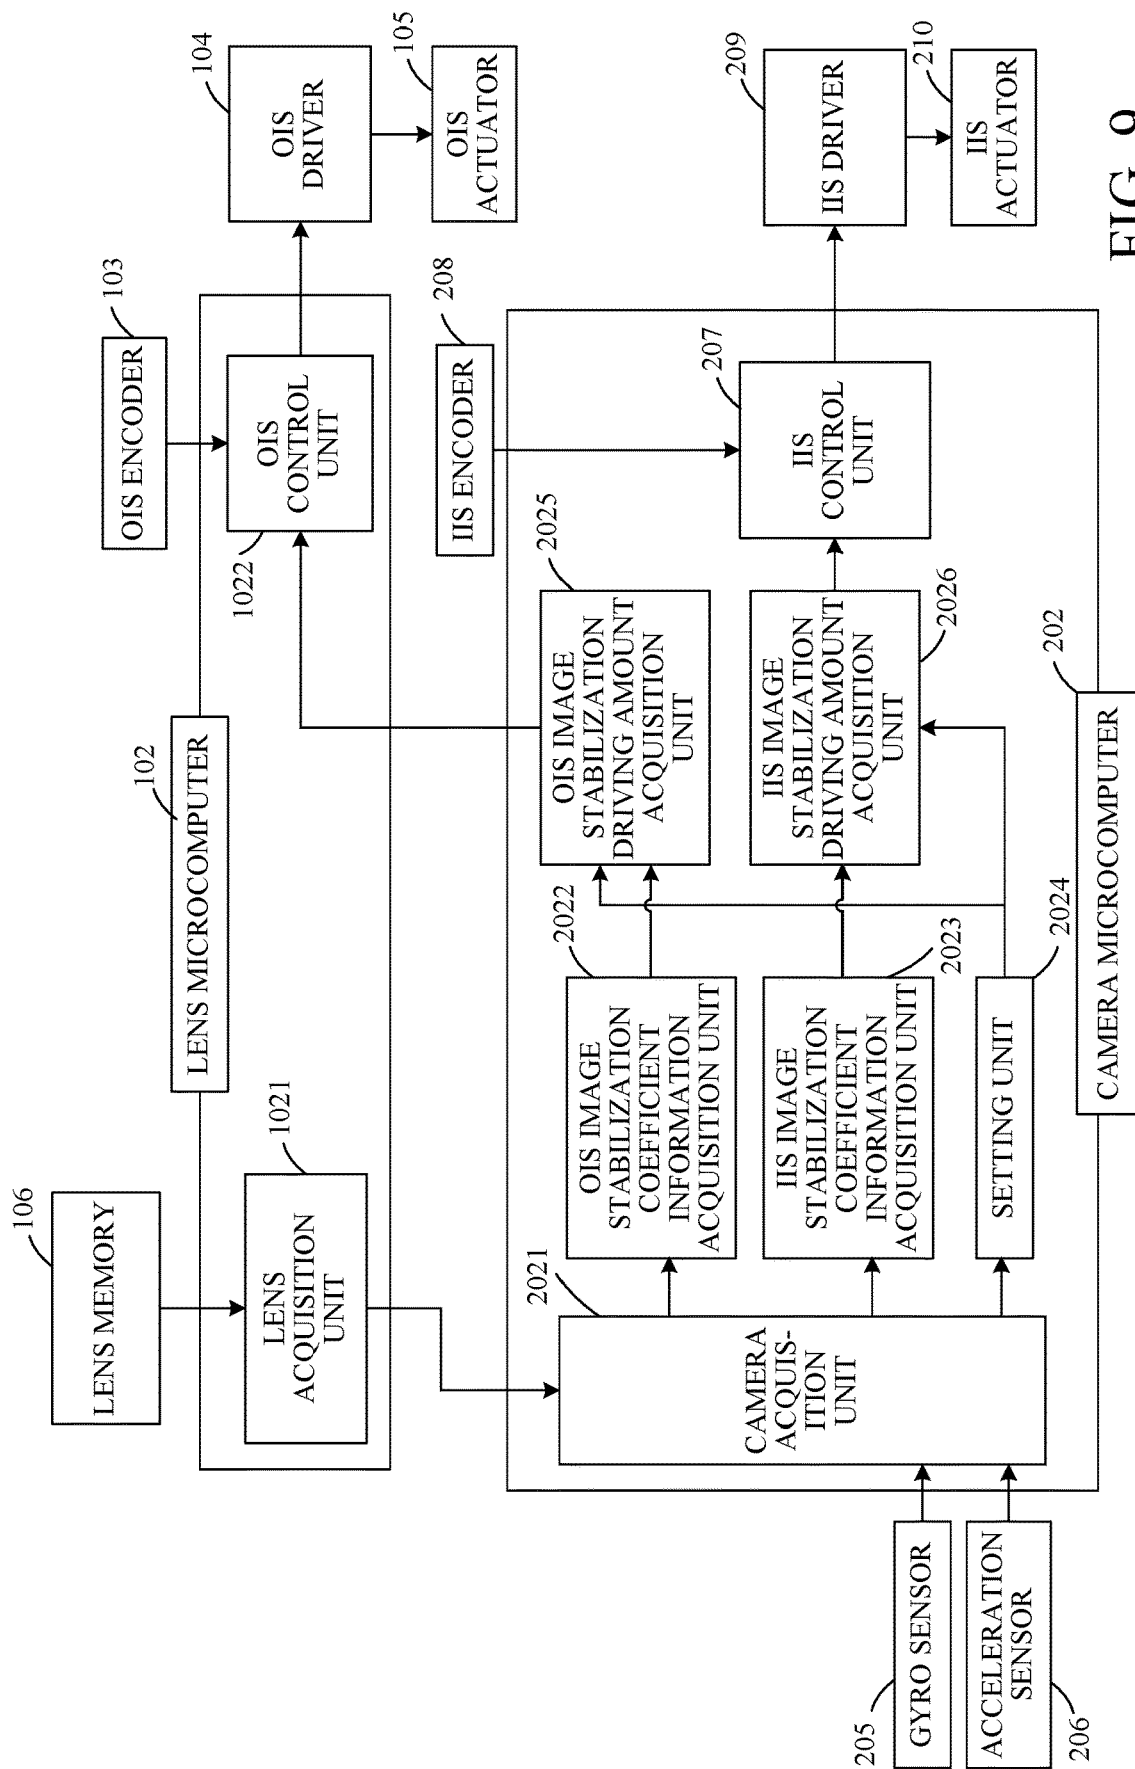 LENS MEMORY
106
LENS
ACQUISITION
UNIT
1021
LENS MICROCOMPUTER
102
OIS ENCODER
103
OIS
CONTROL
UNIT
1022
OIS
DRIVER
104
OIS
ACTUATOR
105
GYRO SENSOR
205
ACCELERATION
SENSOR
206
CAMERA
ACQUIS-
ITION
UNIT
2021
OIS IMAGE
STABILIZATION
COEFFICIENT
INFORMATION
ACQUISITION UNIT
2022
IIS IMAGE
STABILIZATION
COEFFICIENT
INFORMATION
ACQUISITION UNIT
2023
SETTING UNIT
2024
OIS IMAGE
STABILIZATION
DRIVING AMOUNT
ACQUISITION
UNIT
2025
IIS IMAGE
STABILIZATION
DRIVING AMOUNT
ACQUISITION
UNIT
2026
IIS ENCODER
208
IIS
CONTROL
UNIT
207
IIS DRIVER
209
IIS
ACTUATOR
210
CAMERA MICROCOMPUTER
202
FIG. 9